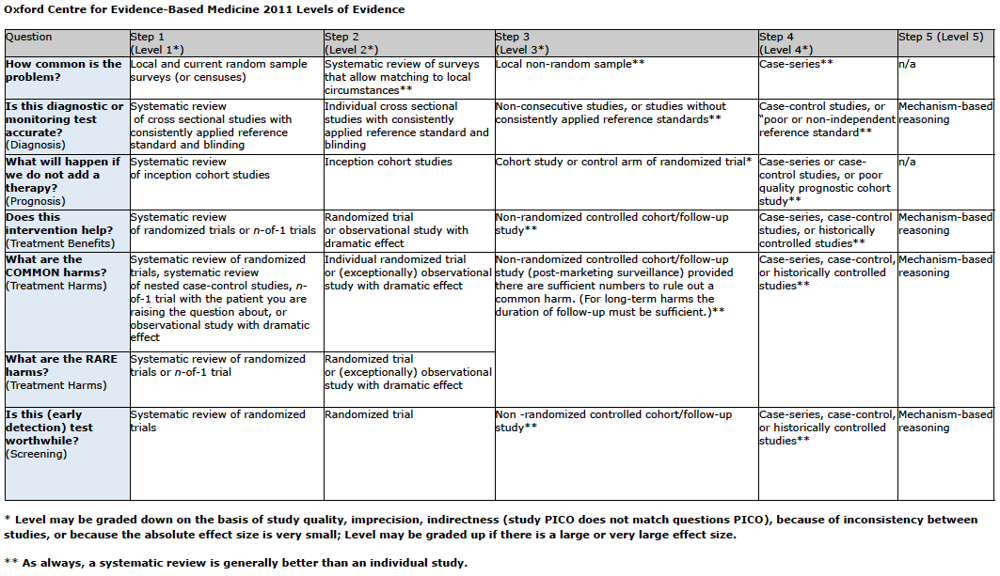 Oxford Centre for Evidence-Based Medicine 2011 Levels of Evidence
Question
Step 1
(Level 1*)
Step 2
(Level 2*)
Step 3
(Level 3*)
Step 4
(Level 4*)
Step 5 (Level 5)
How common is the
problem?
Local and current random sample
surveys (or censuses)
Systematic review of surveys
that allow matching to local
circumstances**
Local non-random sample**
Case-series**
n/a
Is this diagnostic or
monitoring test
accurate?
(Diagnosis)
Systematic review
of cross sectional studies with
consistently applied reference
standard and blinding
Individual cross sectional
studies with consistently
applied reference standard and
blinding
Non-consecutive studies, or studies without
consistently applied reference standards**
Case-control studies, or
“poor or non-independent
reference standard**
Mechanism-based
reasoning
What will happen if
we do not add a
therapy?
(Prognosis)
Systematic review
of inception cohort studies
Inception cohort studies
Cohort study or control arm of randomized trial*
Case-series or case-
control studies, or poor
quality prognostic cohort
study**
n/a
Does this
intervention help?
(Treatment Benefits)
Systematic review
of randomized trials or n-of-1 trials
Randomized trial
or observational study with
dramatic effect
Non-randomized controlled cohort/follow-up
study**
Case-series, case-control
studies, or historically
controlled studies**
Mechanism-based
reasoning
What are the
COMMON harms?
(Treatment Harms)
Systematic review of randomized
trials, systematic review
of nested case-control studies, n-
of-1 trial with the patient you are
raising the question about, or
observational study with dramatic
effect
Individual randomized trial
or (exceptionally) observational
study with dramatic effect
Non-randomized controlled cohort/follow-up
study (post-marketing surveillance) provided
there are sufficient numbers to rule out a
common harm. (For long-term harms the
duration of follow-up must be sufficient.)**
Case-series, case-control,
or historically controlled
studies**
Mechanism-based
reasoning
What are the RARE
harms?
(Treatment Harms)
Systematic review of randomized
trials or n-of-1 trial
Randomized trial
or (exceptionally) observational
study with dramatic effect
Is this (early
detection) test
worthwhile?
(Screening)
Systematic review of randomized
trials
Randomized trial
Non -randomized controlled cohort/follow-up
study**
Case-series, case-control,
or historically controlled
studies**
Mechanism-based
reasoning
* Level may be graded down on the basis of study quality, imprecision, indirectness (study PICO does not match questions PICO), because of inconsistency between
studies, or because the absolute effect size is very small; Level may be graded up if there is a large or very large effect size.
** As always, a systematic review is generally better than an individual study.